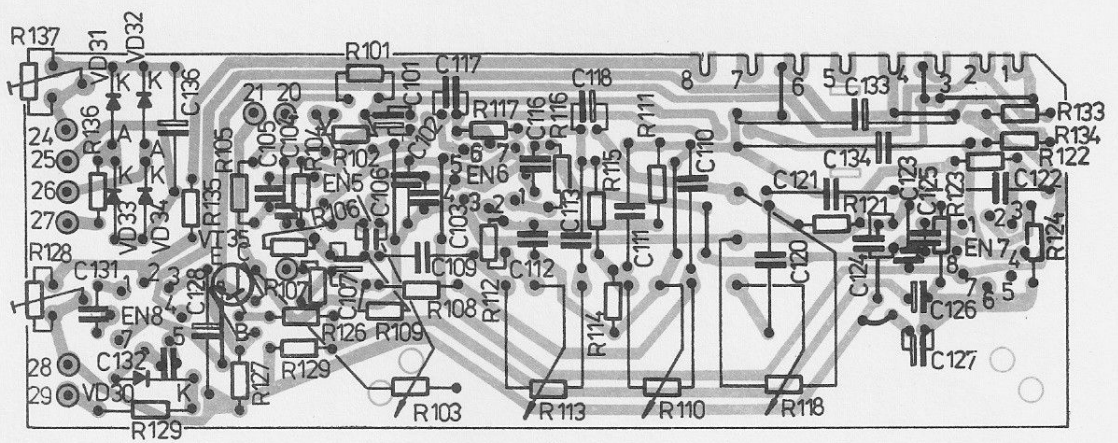 R137
VD31
VD32
R101
C117
8
7
6
5
4
3
2
1
K
K
C136
21
20
C101
C118
C133
R133
24
R136
C105
C104
R104
R102
C102
R117
C116
R116
R111
C110
R134
25
A
A
R105
5
6
7
EN6
C134
R122
26
EN5
C106
R115
C121
C123
C125
R123
C122
27
VD33
VD34
R135
R106
C103
3
2
1
C113
R121
1
2
3
R124
R128
C131
1
2
3
4
VT35
E
C
C109
C112
C111
C120
C124
EN7
4
8
5
6
7
EN8
C128
R107
C107
R108
R112
C126
7
5
B
R126
R109
R114
28
C132
R129
C127
29
VD30
K
R127
R129
R103
R113
R110
R118